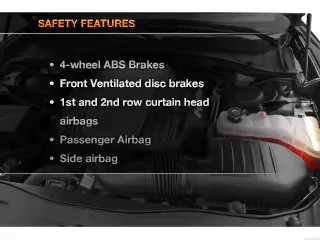 SAFETY FEATURES
• 4-wheel ABS Brakes
• Front Ventilated disc brakes
• 1st and 2nd row curtain head
airbags
• Passenger Airbag
• Side airbag